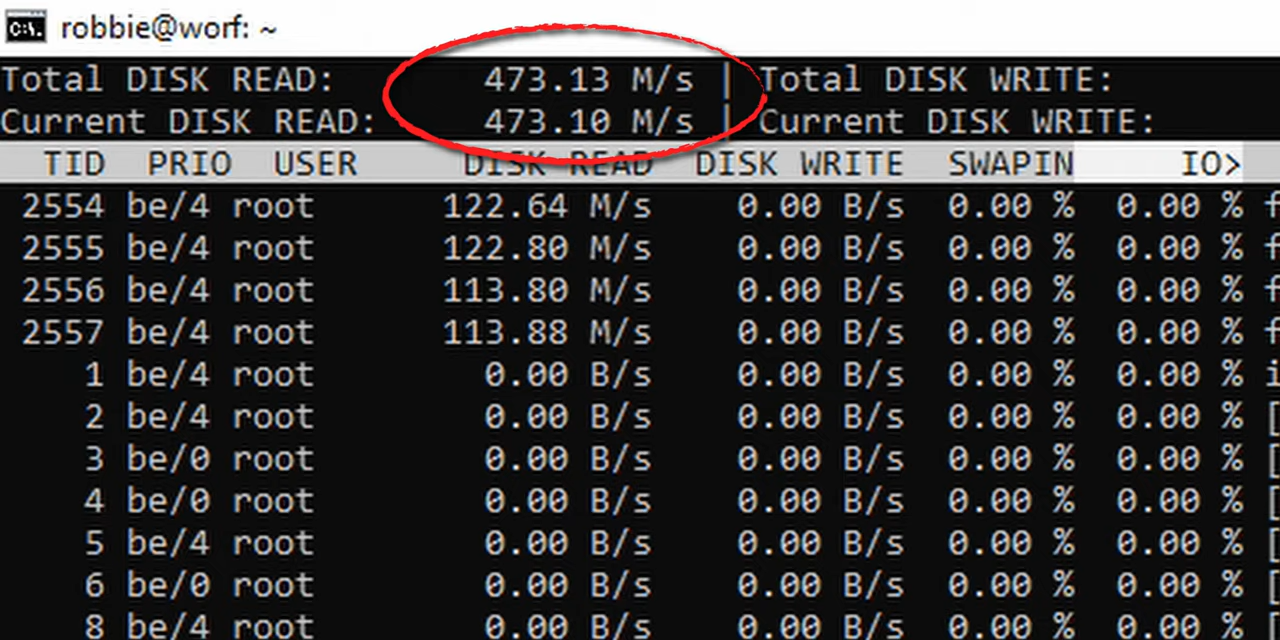 C:\. robbie@worf: ~
Total DISK READ: 473.13 M/s | Total DISK WRITE:
Current DISK READ: 473.10 M/s | Current DISK WRITE:
TID PRIO USER DISK READ DISK WRITE SWAPIN IO>
2554 be/4 root 122.64 M/s 0.00 B/s 0.00 % 0.00 % f
2555 be/4 root 122.80 M/s 0.00 B/s 0.00 % 0.00 % f
2556 be/4 root 113.80 M/s 0.00 B/s 0.00 % 0.00 % f
2557 be/4 root 113.88 M/s 0.00 B/s 0.00 % 0.00 % f
1 be/4 root 0.00 B/s 0.00 B/s 0.00 % 0.00 % i
2 be/4 root 0.00 B/s 0.00 B/s 0.00 % 0.00 % [
3 be/0 root 0.00 B/s 0.00 B/s 0.00 % 0.00 % [
4 be/0 root 0.00 B/s 0.00 B/s 0.00 % 0.00 % [
5 be/4 root 0.00 B/s 0.00 B/s 0.00 % 0.00 % [
6 be/0 root 0.00 B/s 0.00 B/s 0.00 % 0.00 % [
8 be/4 root 0.00 B/s 0.00 B/s 0.00 % 0.00 % [